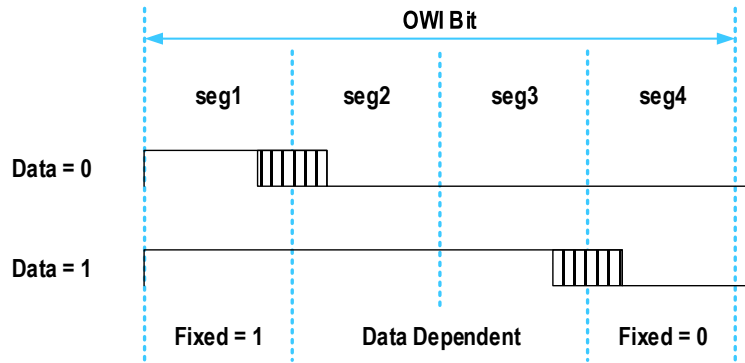 OWI Bit
seg1 seg2 seg3 seg4
Data = 0
Data = 1
Fixed = 1 Data Dependent Fixed = 0